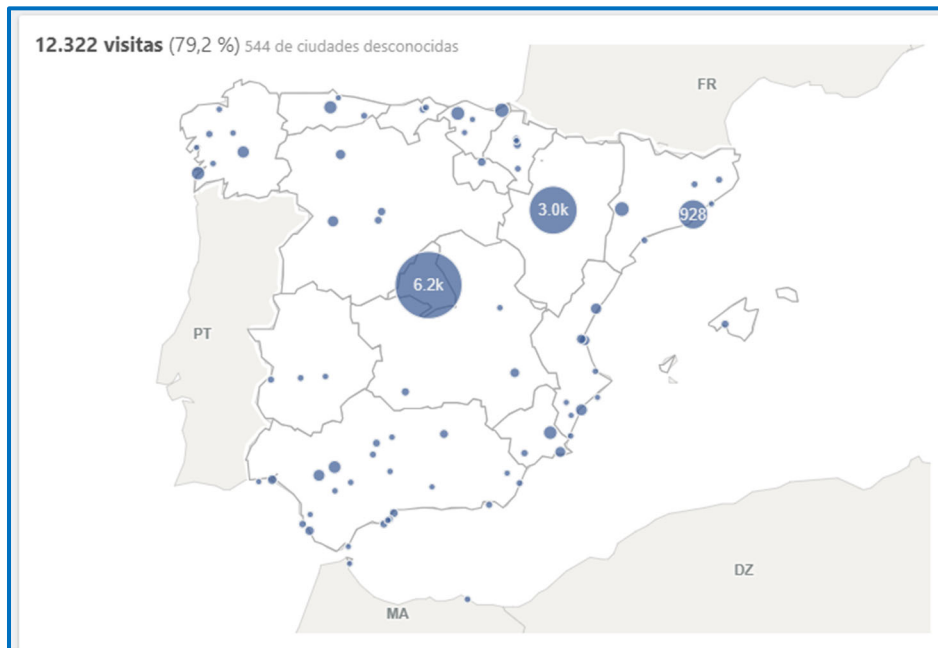 12.322 visitas (79,2 %) 544 de ciudades desconocidas
FR
3.0k
928
6.2k
PT
DZ
MA